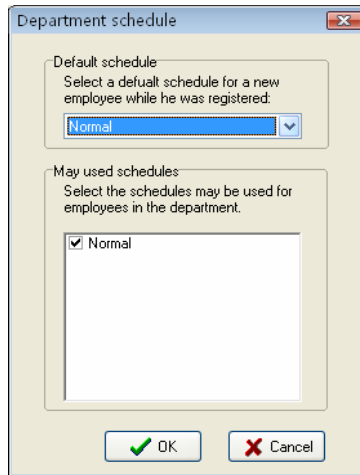 Department schedule
Default schedule
Select a defualt schedule for a new
employee while he was registered:
Normal
May used schedules
Select the schedules may be used for
employees in the department.
Normal
OK
Cancel